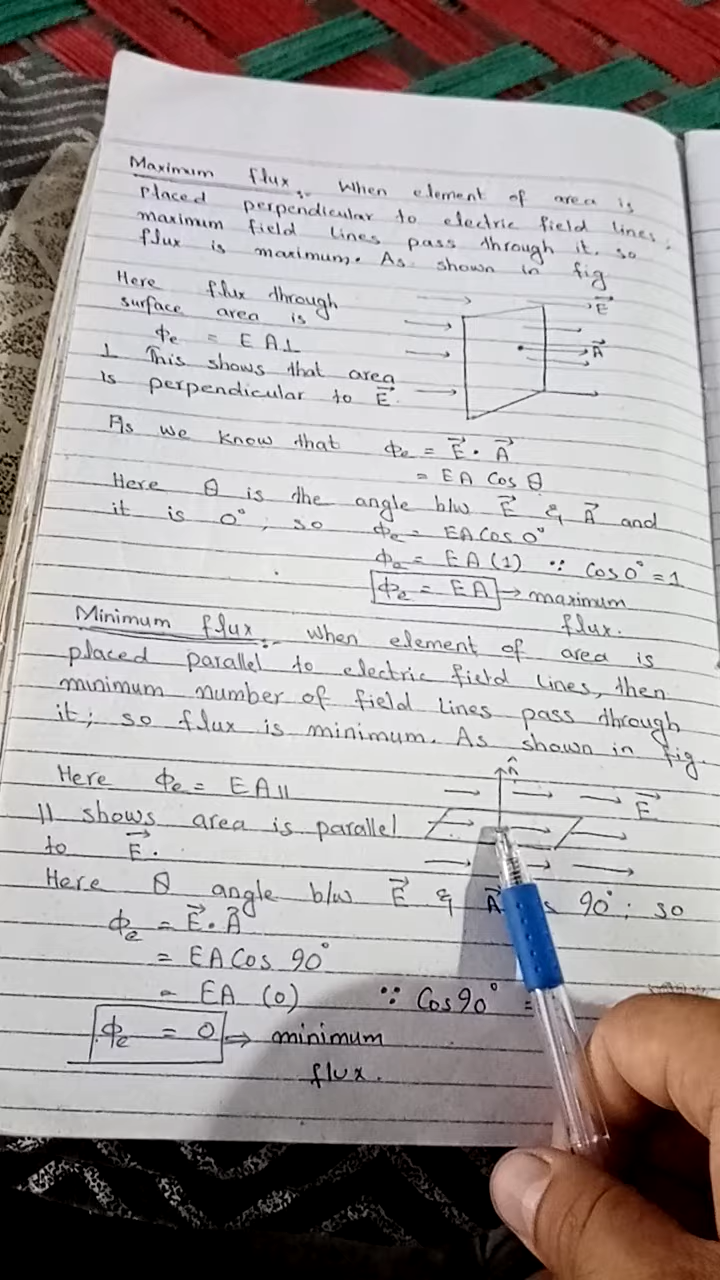 Maximum flux:- When element of area is
placed perpendicular to electric field lines;
maximum field lines pass through it, so
flux is maximum. As shown in fig
Here flux through
surface area is
ϕe = E A⊥
⊥ This shows that area
is perpendicular to E⃗.
E⃗
A⃗
As we know that ϕe = E⃗ · A⃗
= EA Cos θ
Here θ is the angle b/w E⃗ & A⃗ and
it is 0°; so ϕe = EA Cos 0°
ϕe = EA (1) ∵ Cos 0° = 1
ϕe = EA → maximum
flux.
Minimum flux:- When element of area is
placed parallel to electric field lines, then
minimum number of field lines pass through
it; so flux is minimum. As shown in fig.
n̂
Here ϕe = EA||
E⃗
|| shows area is parallel
to E⃗.
Here θ angle b/w E⃗ & A⃗ 90°; so
ϕe = E⃗ · A⃗
= EA Cos 90°
= EA (0) ∵ Cos 90° =
ϕe = 0 → minimum
flux.